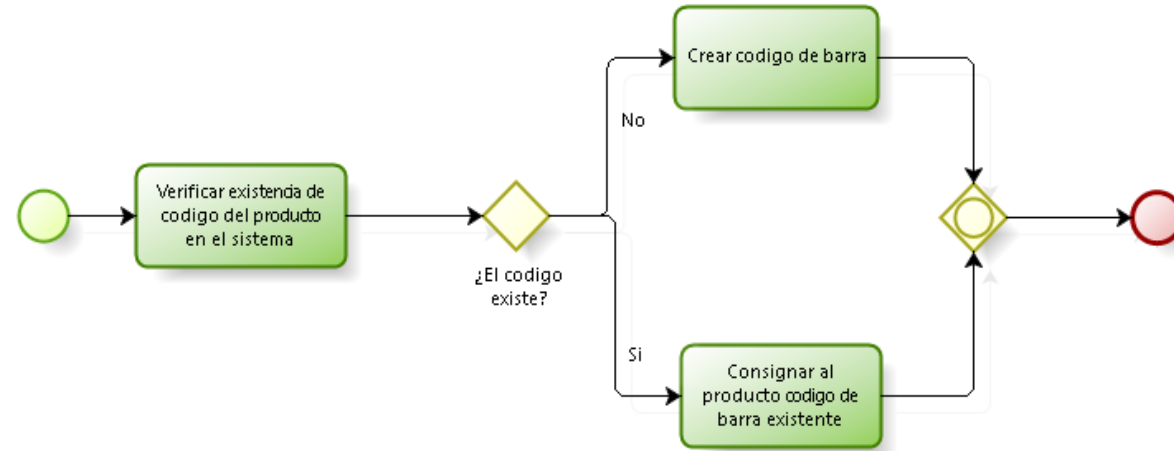 Crear codigo de barra
No
Verificar existencia de
codigo del producto
en el sistema
¿El codigo
existe?
Si
Consignar al
producto codigo de
barra existente